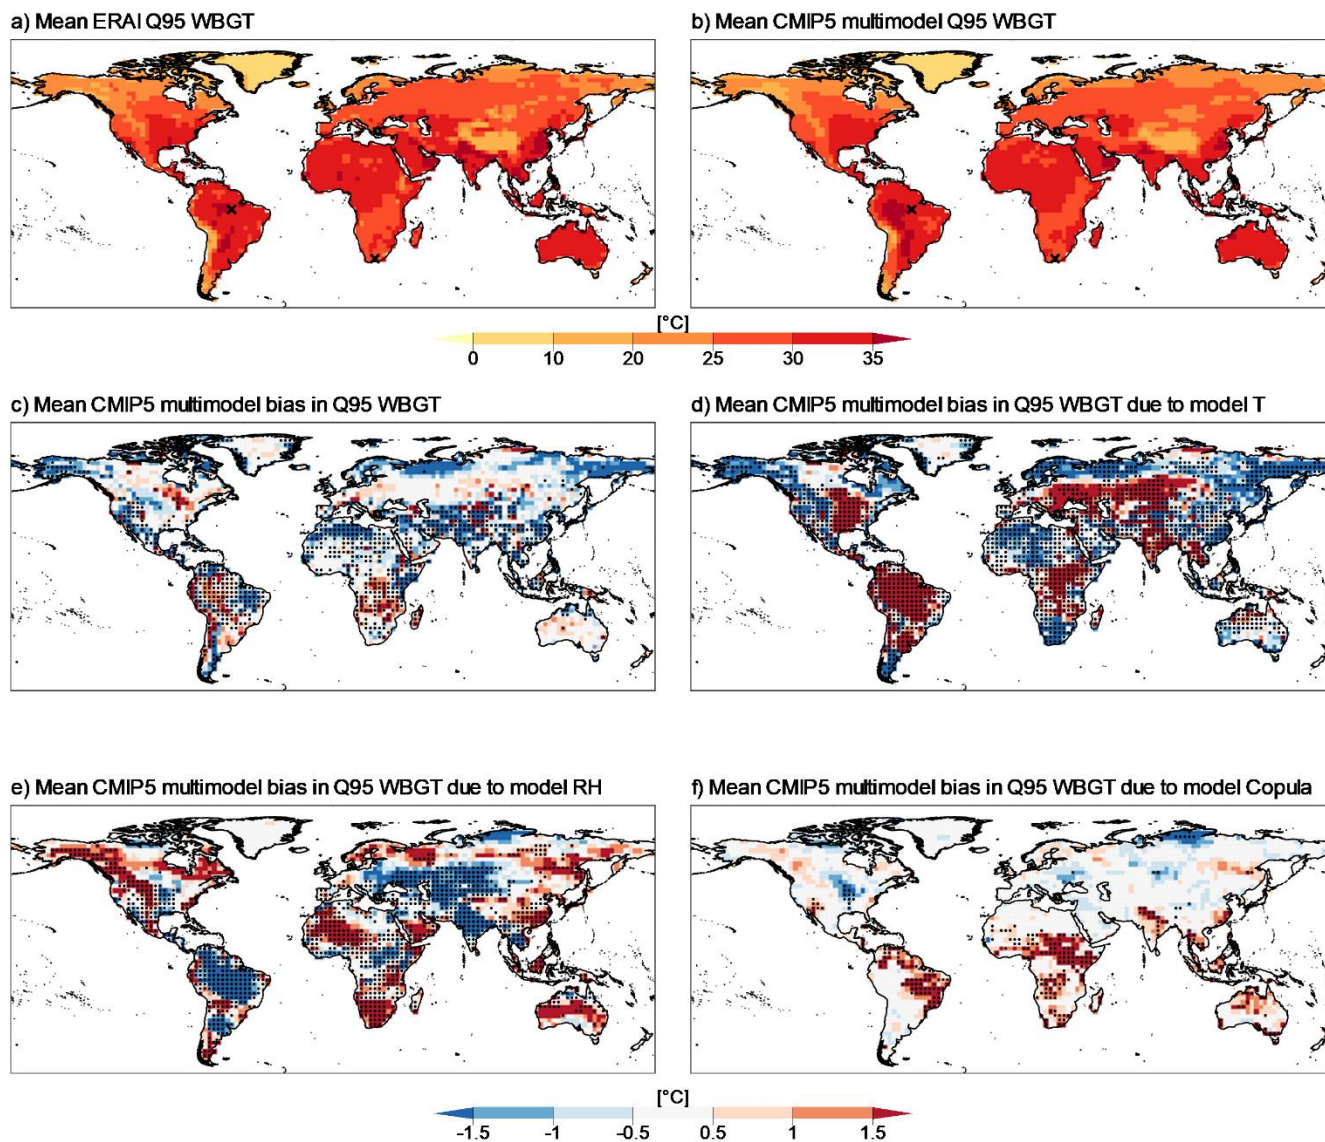 a) Mean ERAI Q95 WBGT
b) Mean CMIP5 multimodel Q95 WBGT
[°C]
0 10 20 25 30 35
c) Mean CMIP5 multimodel bias in Q95 WBGT
d) Mean CMIP5 multimodel bias in Q95 WBGT due to model T
e) Mean CMIP5 multimodel bias in Q95 WBGT due to model RH
f) Mean CMIP5 multimodel bias in Q95 WBGT due to model Copula
[°C]
-1.5 -1 -0.5 0.5 1 1.5